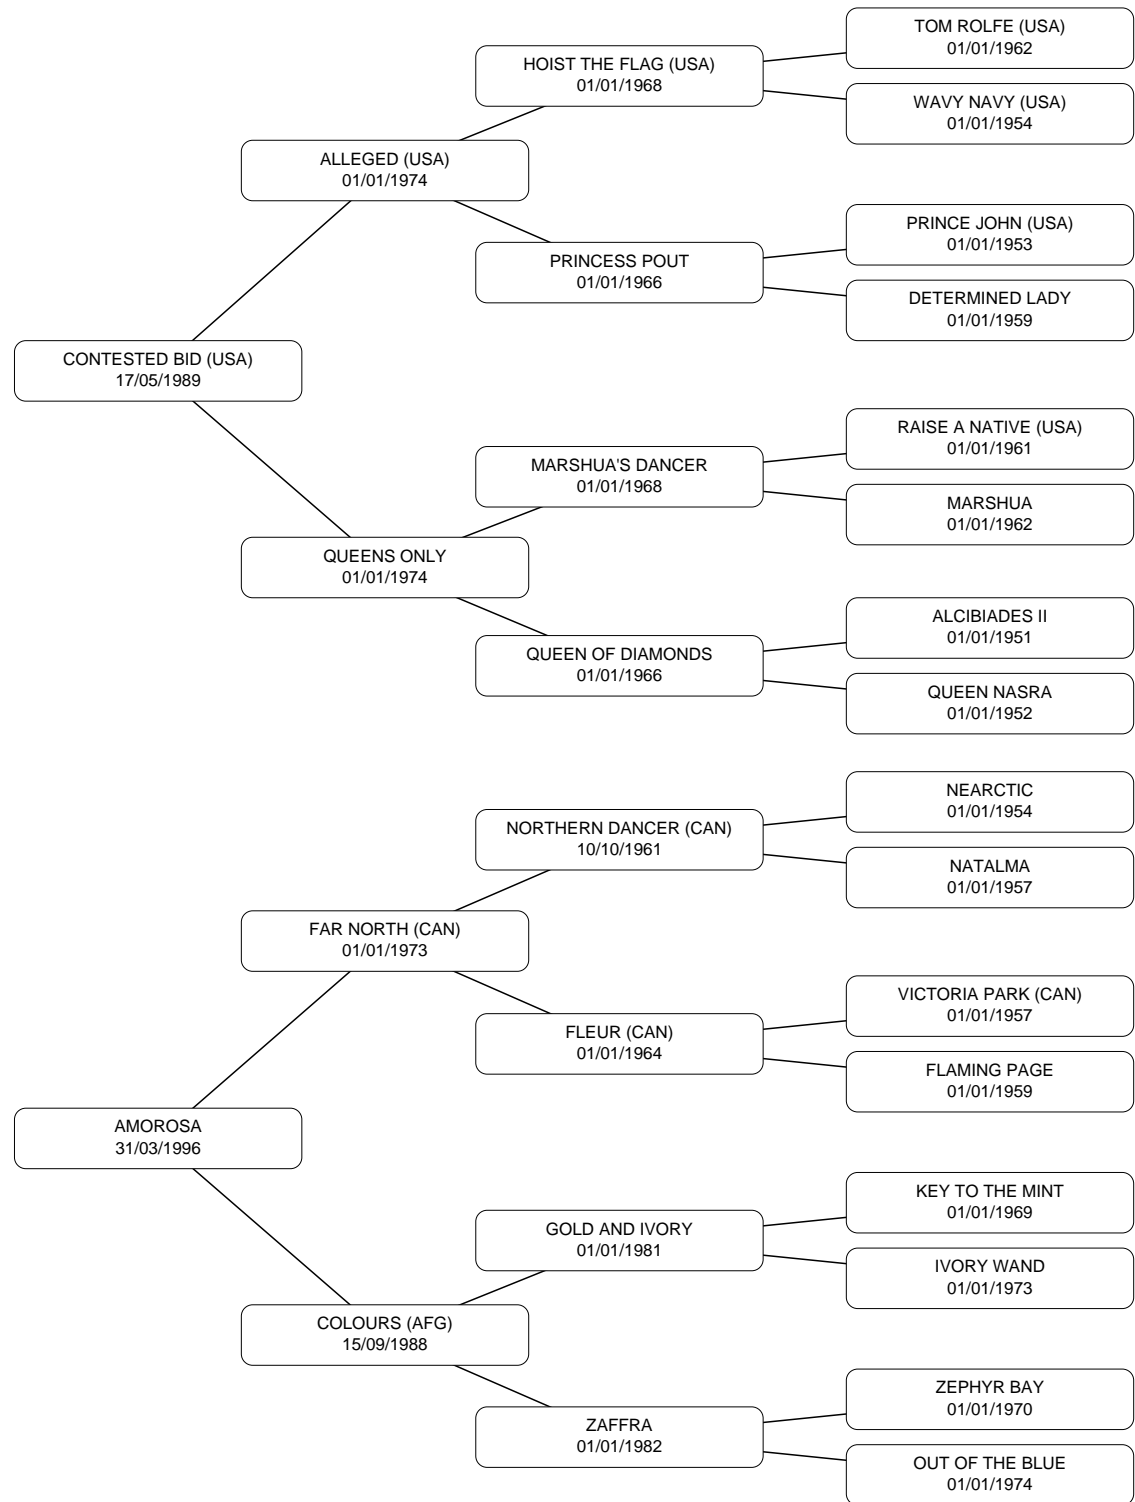 TOM ROLFE (USA)
01/01/1962
HOIST THE FLAG (USA)
01/01/1968
WAVY NAVY (USA)
01/01/1954
ALLEGED (USA)
01/01/1974
PRINCE JOHN (USA)
01/01/1953
PRINCESS POUT
01/01/1966
DETERMINED LADY
01/01/1959
CONTESTED BID (USA)
17/05/1989
RAISE A NATIVE (USA)
01/01/1961
MARSHUA'S DANCER
01/01/1968
MARSHUA
01/01/1962
QUEENS ONLY
01/01/1974
ALCIBIADES II
01/01/1951
QUEEN OF DIAMONDS
01/01/1966
QUEEN NASRA
01/01/1952
NEARCTIC
01/01/1954
NORTHERN DANCER (CAN)
10/10/1961
NATALMA
01/01/1957
FAR NORTH (CAN)
01/01/1973
VICTORIA PARK (CAN)
01/01/1957
FLEUR (CAN)
01/01/1964
FLAMING PAGE
01/01/1959
AMOROSA
31/03/1996
KEY TO THE MINT
01/01/1969
GOLD AND IVORY
01/01/1981
IVORY WAND
01/01/1973
COLOURS (AFG)
15/09/1988
ZEPHYR BAY
01/01/1970
ZAFFRA
01/01/1982
OUT OF THE BLUE
01/01/1974